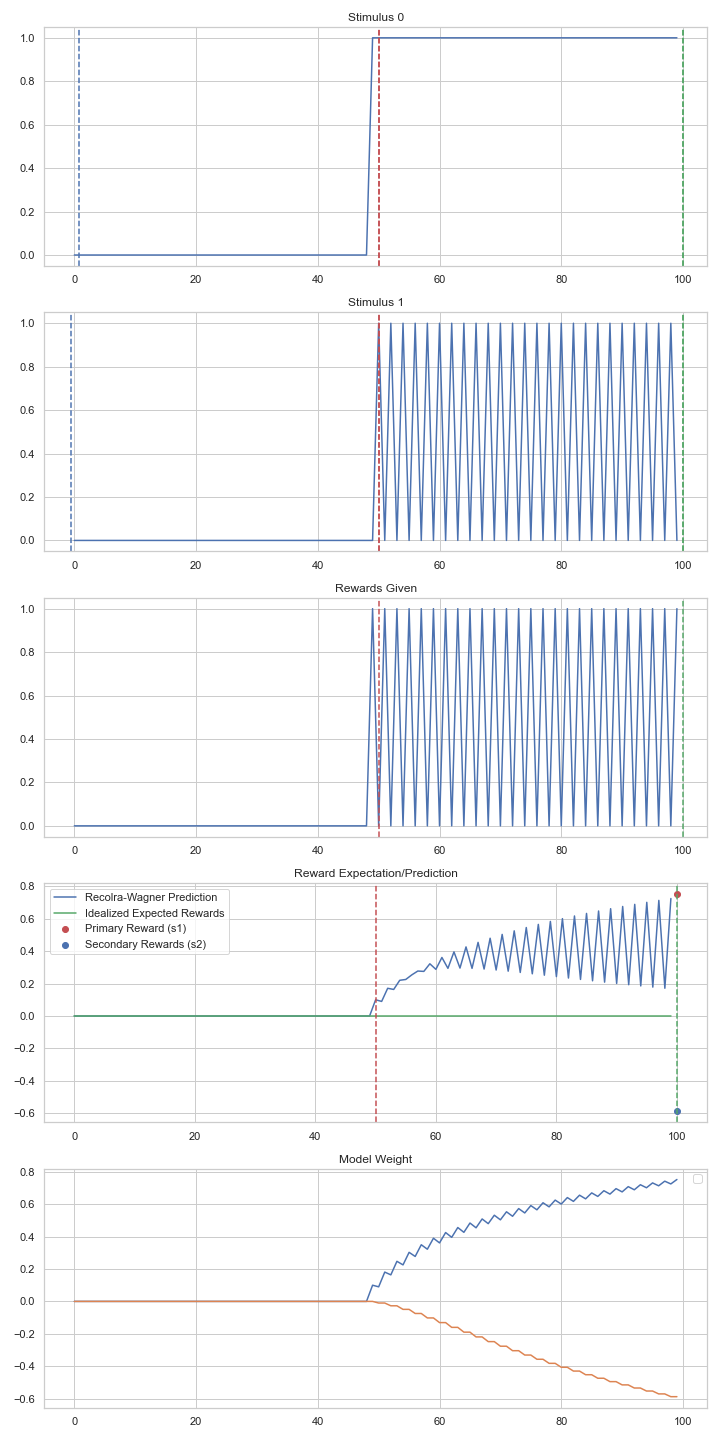 Stimulus 0
1.0
0.8
0.6
0.4
0.2
0.0
0 20 40 60 80 100
Stimulus 1
1.0
0.8
0.6
0.4
0.2
0.0
0 20 40 60 80 100
Rewards Given
1.0
0.8
0.6
0.4
0.2
0.0
0 20 40 60 80 100
Reward Expectation/Prediction
0.8
0.6
0.4
0.2
0.0
−0.2
−0.4
−0.6
Recolra-Wagner Prediction
Idealized Expected Rewards
Primary Reward (s1)
Secondary Rewards (s2)
0 20 40 60 80 100
Model Weight
0.8
0.6
0.4
0.2
0.0
−0.2
−0.4
−0.6
0 20 40 60 80 100